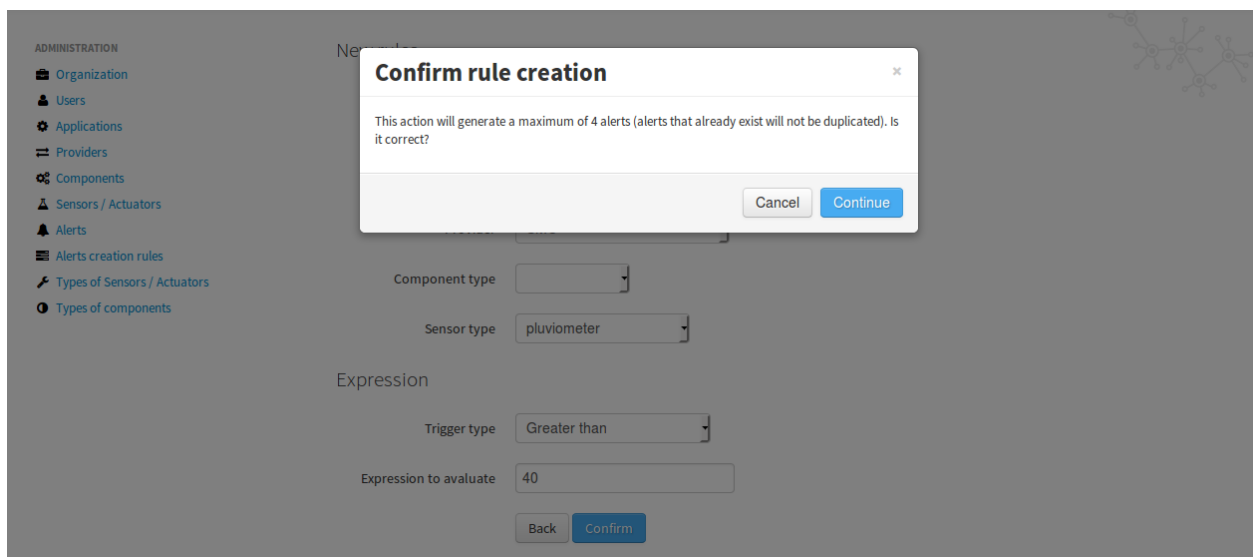 ADMINISTRATION
Organization
Users
Applications
Providers
Components
Sensors / Actuators
Alerts
Alerts creation rules
Types of Sensors / Actuators
Types of components
Confirm rule creation
×
This action will generate a maximum of 4 alerts (alerts that already exist will not be duplicated). Is
it correct?
Cancel
Continue
Component type
Sensor type
pluviometer
Expression
Trigger type
Greater than
Expression to avaluate
40
Back
Confirm